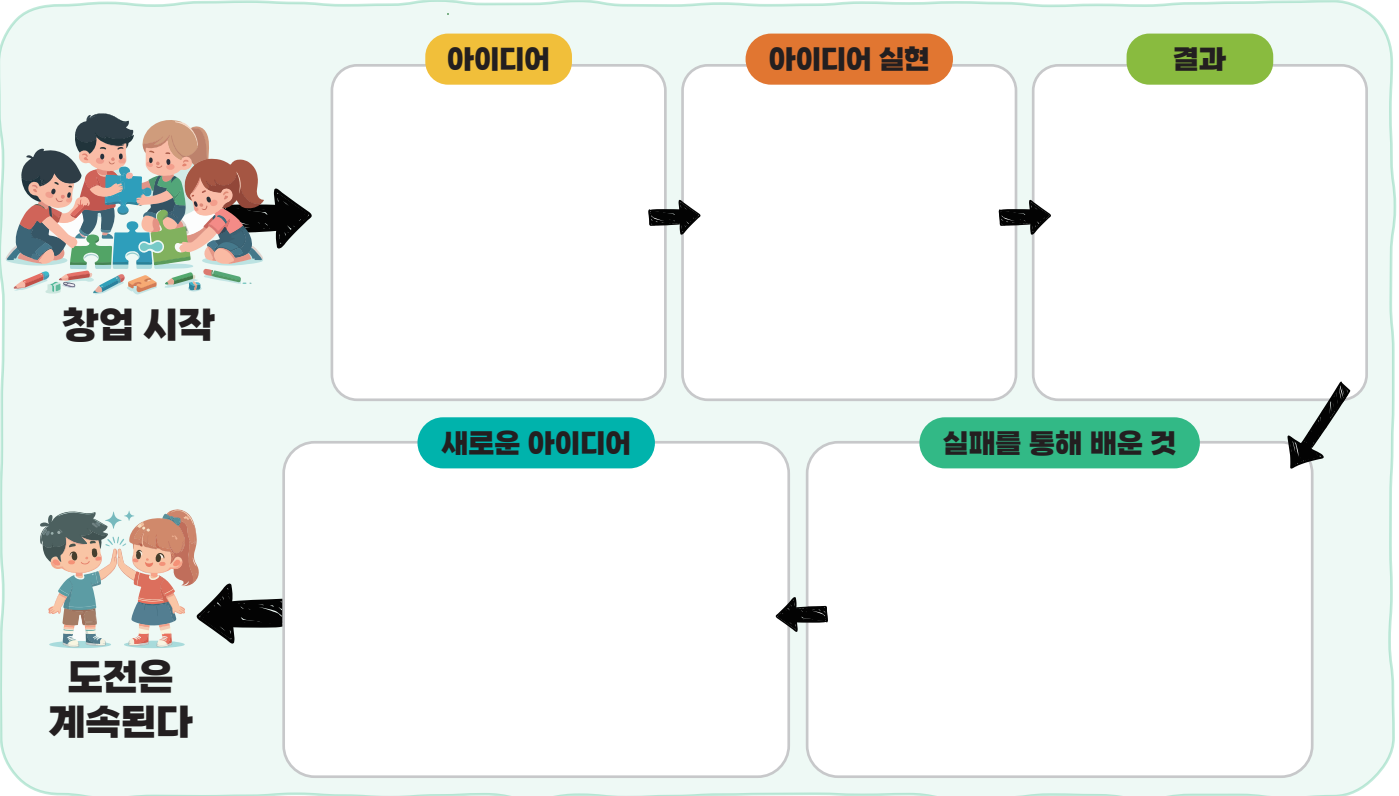 아이디어
아이디어 실현
결과
창업 시작
실패를 통해 배운 것
새로운 아이디어
도전은
계속된다